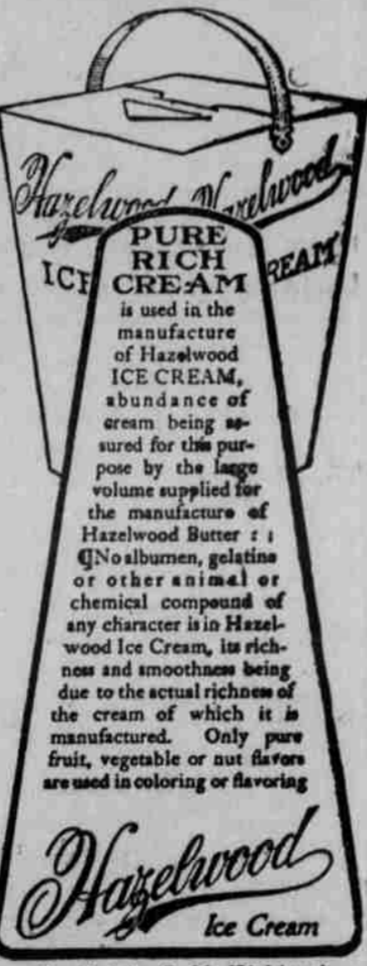 Hazelwood Hazelwood
ICE CREAM
PURE
RICH
CREAM
is used in the
manufacture
of Hazelwood
ICE CREAM,
abundance of
cream being as-
sured for this pur-
pose by the large
volume supplied for
the manufacture of
Hazelwood Butter : :
¶No albumen, gelatine
or other animal or
chemical compound of
any character is in Hazel-
wood Ice Cream, its rich-
ness and smoothness being
due to the actual richness of
the cream of which it is
manufactured. Only pure
fruit, vegetable or nut flavors
are used in coloring or flavoring
Hazelwood
Ice Cream